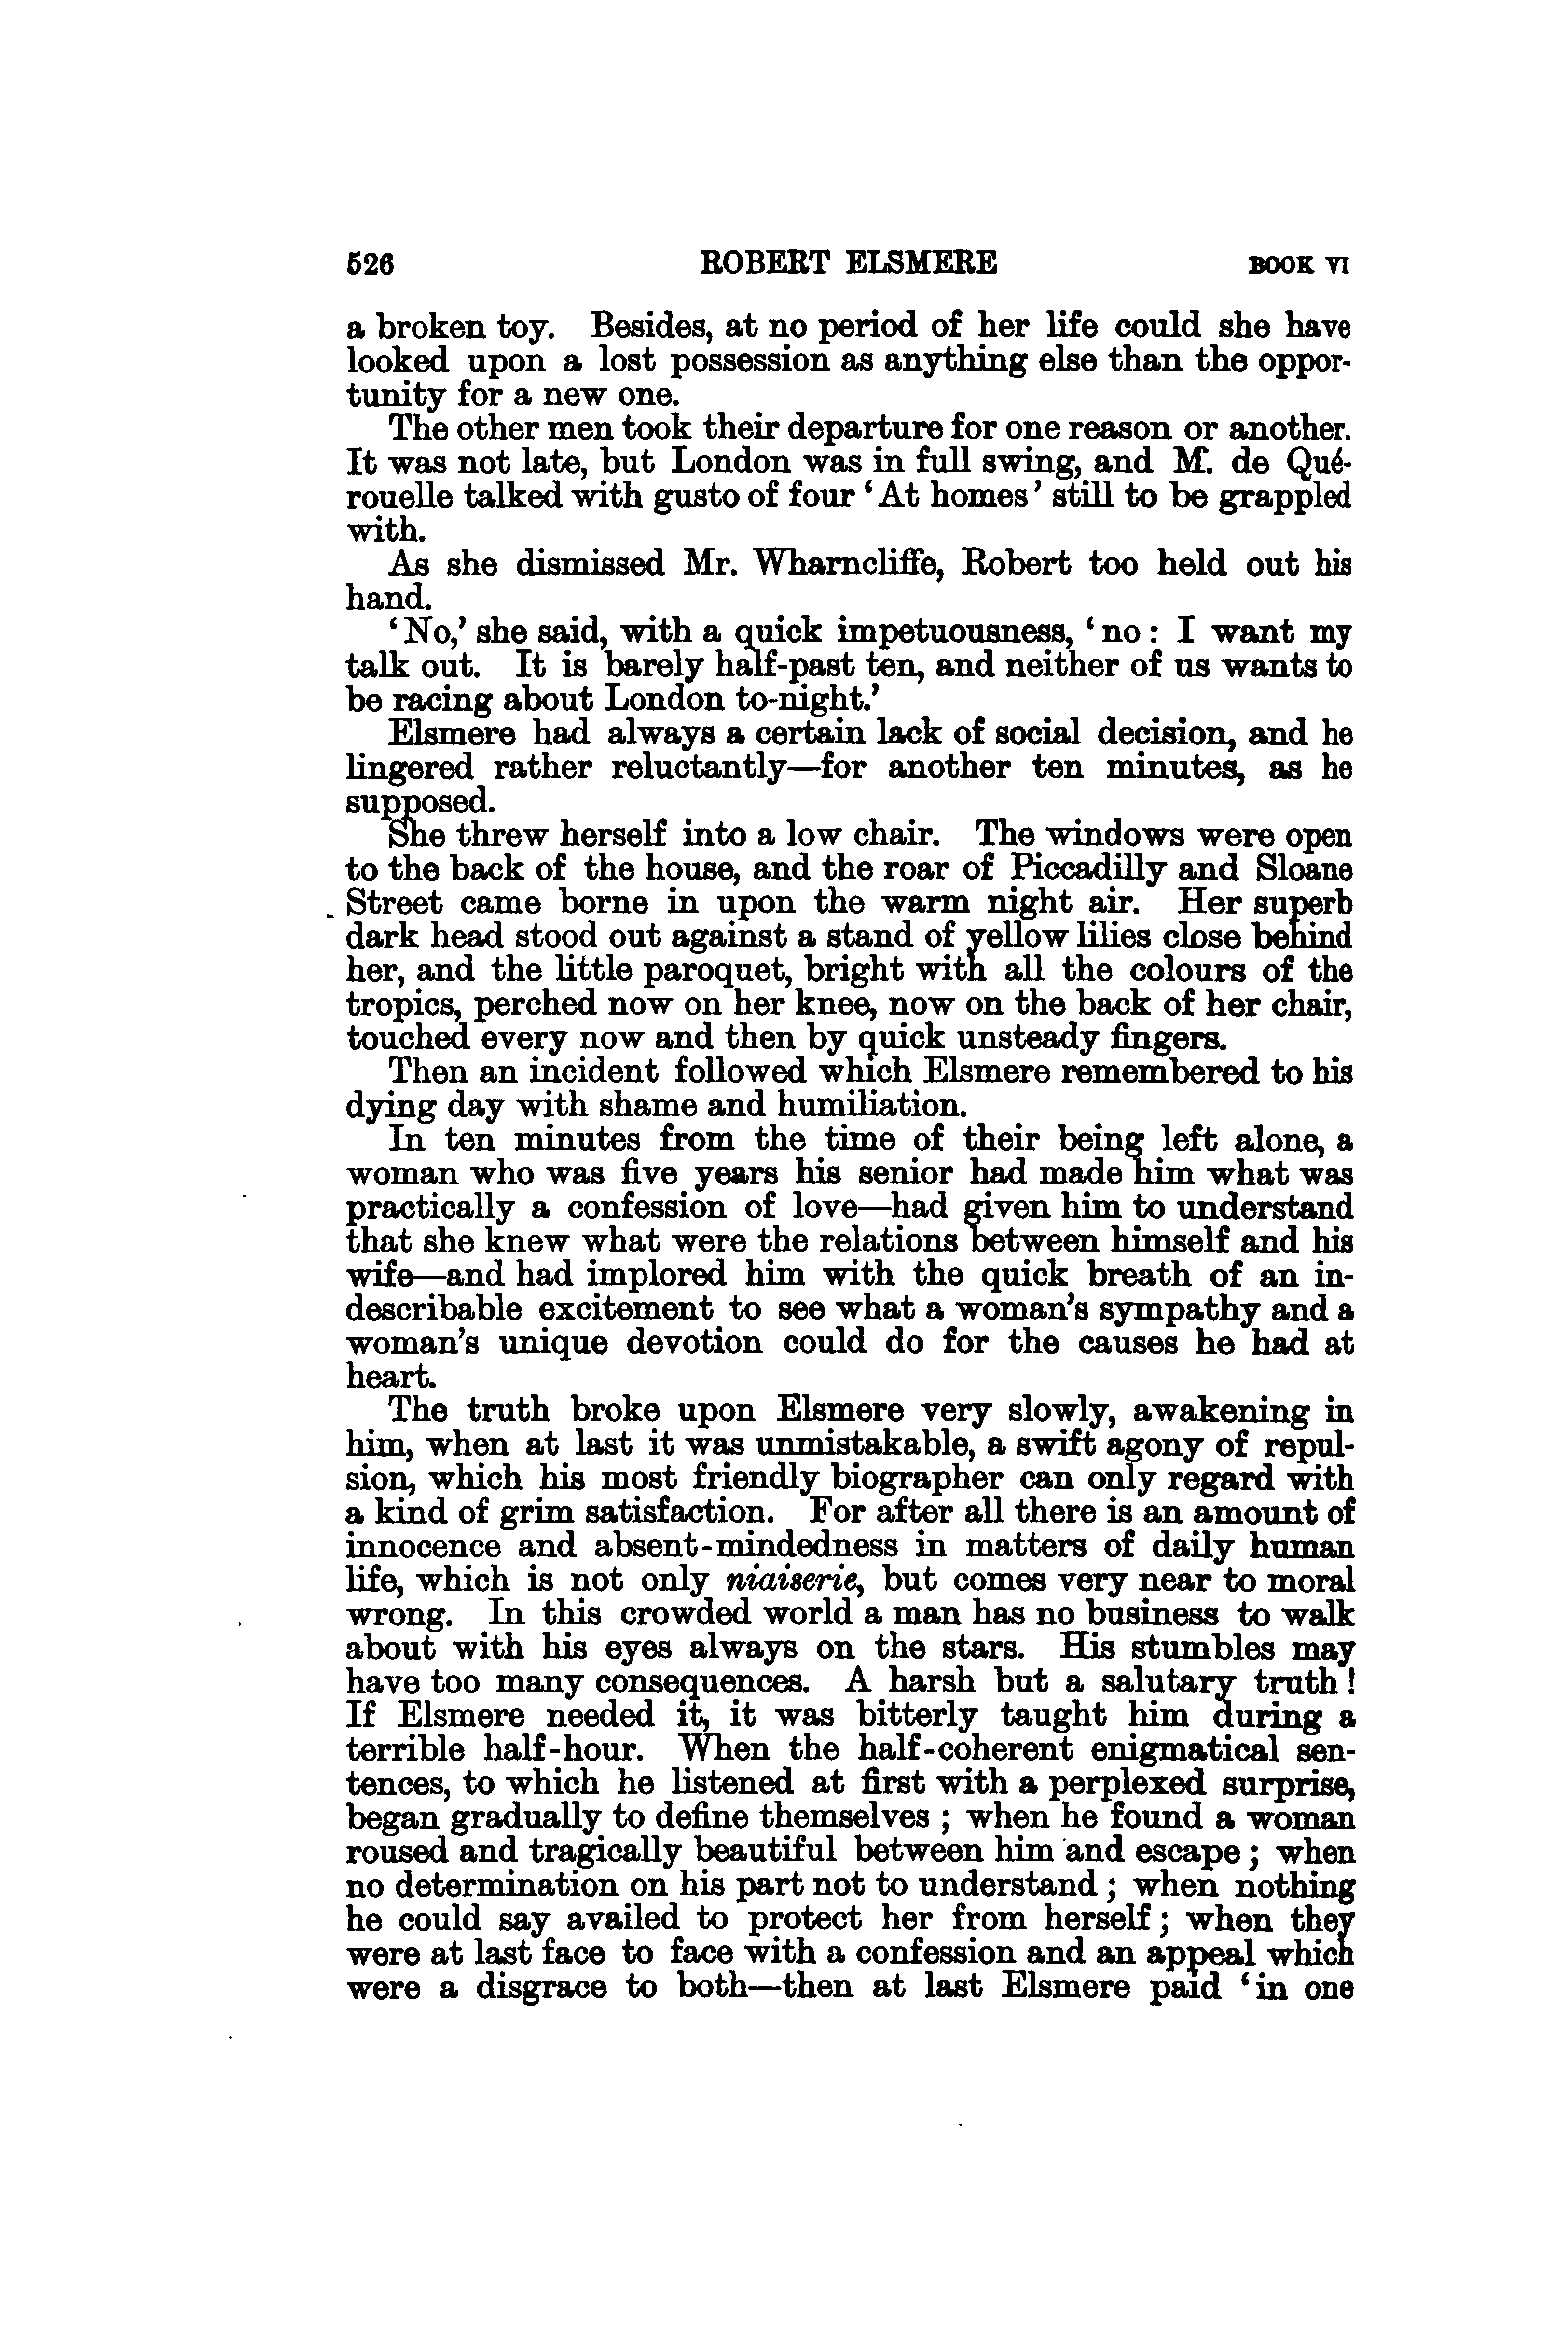 526 ROBERT ELSMERE BOOK VI
a broken toy. Besides, at no period of her life could she have
looked upon a lost possession as anything else than the oppor-
tunity for a new one.
The other men took their departure for one reason or another.
It was not late, but London was in full swing, and M. de Qué-
rouelle talked with gusto of four ‘At homes’ still to be grappled
with.
As she dismissed Mr. Wharncliffe, Robert too held out his
hand.
‘No,’ she said, with a quick impetuousness, ‘no: I want my
talk out. It is barely half-past ten, and neither of us wants to
be racing about London to-night.’
Elsmere had always a certain lack of social decision, and he
lingered rather reluctantly—for another ten minutes, as he
supposed.
She threw herself into a low chair. The windows were open
to the back of the house, and the roar of Piccadilly and Sloane
Street came borne in upon the warm night air. Her superb
dark head stood out against a stand of yellow lilies close behind
her, and the little paroquet, bright with all the colours of the
tropics, perched now on her knee, now on the back of her chair,
touched every now and then by quick unsteady fingers.
Then an incident followed which Elsmere remembered to his
dying day with shame and humiliation.
In ten minutes from the time of their being left alone, a
woman who was five years his senior had made him what was
practically a confession of love—had given him to understand
that she knew what were the relations between himself and his
wife—and had implored him with the quick breath of an in-
describable excitement to see what a woman’s sympathy and a
woman’s unique devotion could do for the causes he had at
heart.
The truth broke upon Elsmere very slowly, awakening in
him, when at last it was unmistakable, a swift agony of repul-
sion, which his most friendly biographer can only regard with
a kind of grim satisfaction. For after all there is an amount of
innocence and absent-mindedness in matters of daily human
life, which is not only niaiserie, but comes very near to moral
wrong. In this crowded world a man has no business to walk
about with his eyes always on the stars. His stumbles may
have too many consequences. A harsh but a salutary truth!
If Elsmere needed it, it was bitterly taught him during a
terrible half-hour. When the half-coherent enigmatical sen-
tences, to which he listened at first with a perplexed surprise,
began gradually to define themselves; when he found a woman
roused and tragically beautiful between him and escape; when
no determination on his part not to understand; when nothing
he could say availed to protect her from herself; when they
were at last face to face with a confession and an appeal which
were a disgrace to both—then at last Elsmere paid ‘in one